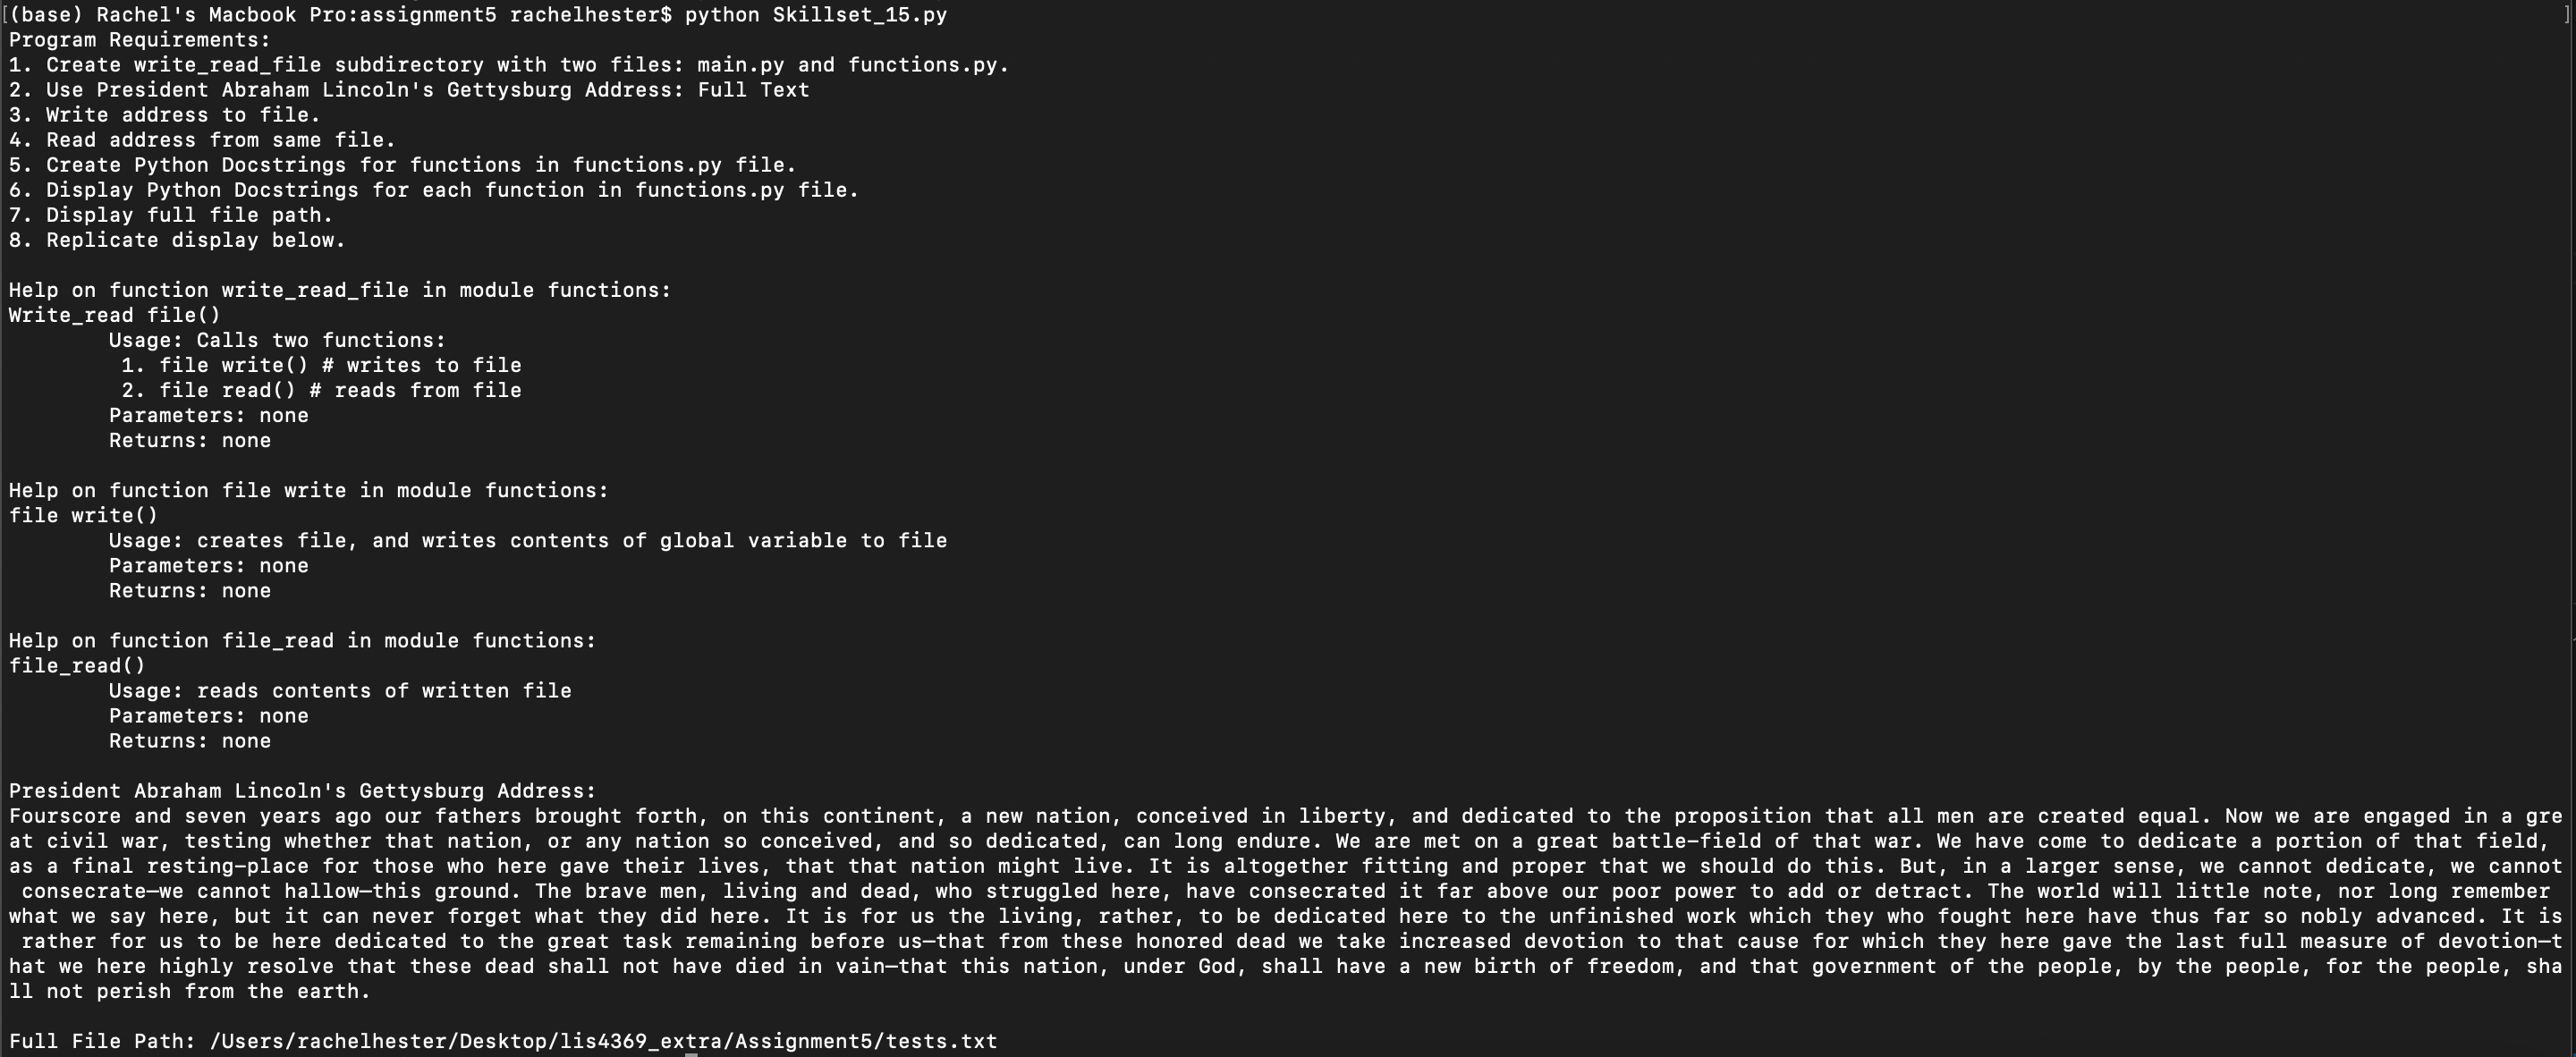 [(base) Rachel's Macbook Pro:assignment5 rachelhester$ python Skillset_15.py ]
Program Requirements:
1. Create write_read_file subdirectory with two files: main.py and functions.py.
2. Use President Abraham Lincoln's Gettysburg Address: Full Text
3. Write address to file.
4. Read address from same file.
5. Create Python Docstrings for functions in functions.py file.
6. Display Python Docstrings for each function in functions.py file.
7. Display full file path.
8. Replicate display below.
Help on function write_read_file in module functions:
Write_read file()
Usage: Calls two functions:
1. file write() # writes to file
2. file read() # reads from file
Parameters: none
Returns: none
Help on function file write in module functions:
file write()
Usage: creates file, and writes contents of global variable to file
Parameters: none
Returns: none
Help on function file_read in module functions:
file_read()
Usage: reads contents of written file
Parameters: none
Returns: none
President Abraham Lincoln's Gettysburg Address:
Fourscore and seven years ago our fathers brought forth, on this continent, a new nation, conceived in liberty, and dedicated to the proposition that all men are created equal. Now we are engaged in a gre
at civil war, testing whether that nation, or any nation so conceived, and so dedicated, can long endure. We are met on a great battle–field of that war. We have come to dedicate a portion of that field,
as a final resting–place for those who here gave their lives, that that nation might live. It is altogether fitting and proper that we should do this. But, in a larger sense, we cannot dedicate, we cannot
consecrate—we cannot hallow—this ground. The brave men, living and dead, who struggled here, have consecrated it far above our poor power to add or detract. The world will little note, nor long remember
what we say here, but it can never forget what they did here. It is for us the living, rather, to be dedicated here to the unfinished work which they who fought here have thus far so nobly advanced. It is
rather for us to be here dedicated to the great task remaining before us—that from these honored dead we take increased devotion to that cause for which they here gave the last full measure of devotion—t
hat we here highly resolve that these dead shall not have died in vain—that this nation, under God, shall have a new birth of freedom, and that government of the people, by the people, for the people, sha
ll not perish from the earth.
Full File Path: /Users/rachelhester/Desktop/lis4369_extra/Assignment5/tests.txt